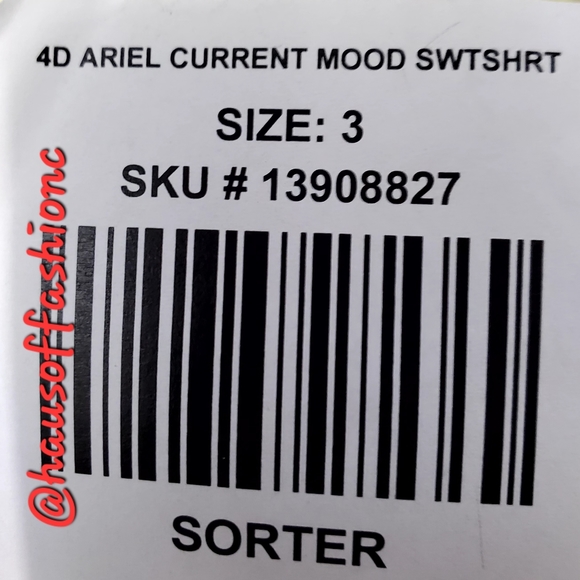 4D ARIEL CURRENT MOOD SWTSHRT
SIZE: 3
SKU # 13908827
@hausoffashionc
SORTER